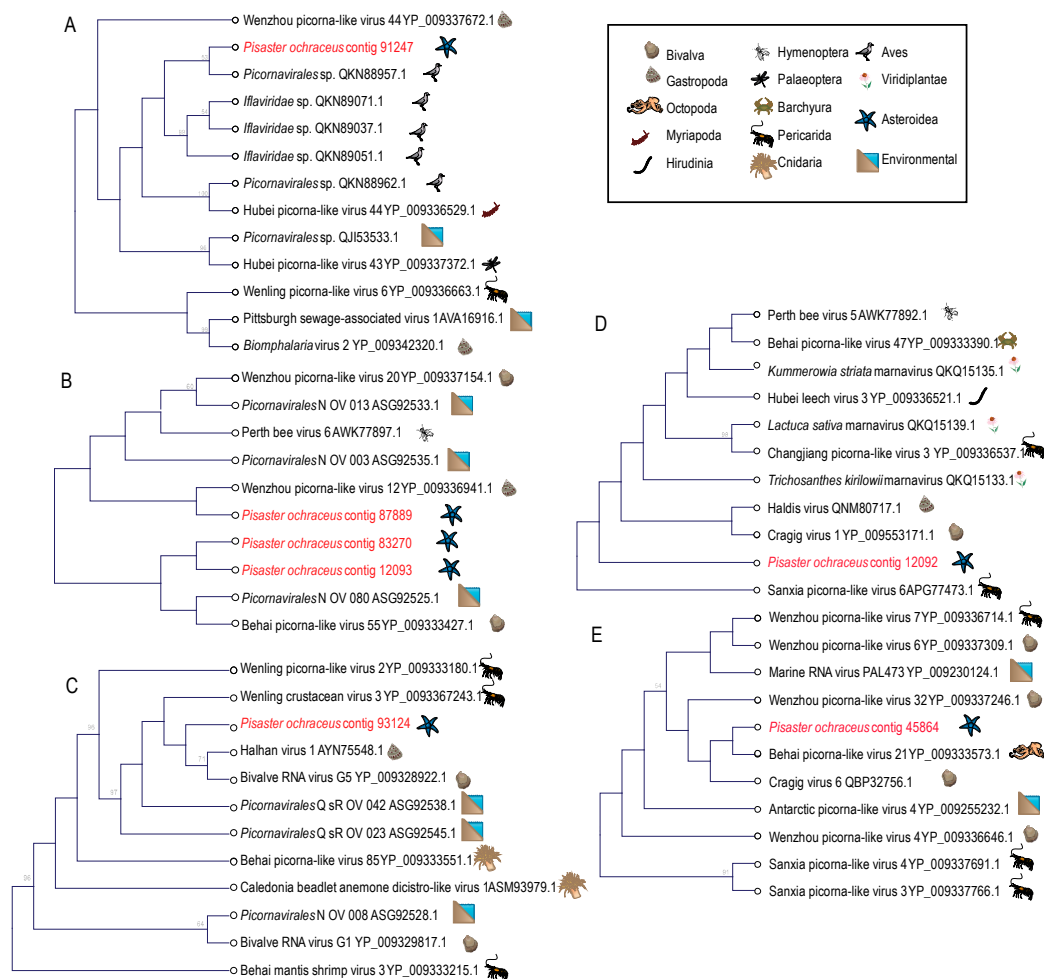 A
Wenzhou picorna-like virus 44 YP_009337672.1
Pisaster ochraceus contig 91247
52
Picornavirales sp. QKN88957.1
Iflaviridae sp. QKN89071.1
Iflaviridae sp. QKN89037.1
Iflaviridae sp. QKN89051.1
Picornavirales sp. QKN88962.1
100
Hubei picorna-like virus 44 YP_009336529.1
Picornavirales sp. QJI53533.1
Hubei picorna-like virus 43 YP_009337372.1
Wenling picorna-like virus 6 YP_009336663.1
Pittsburgh sewage-associated virus 1 AVA16916.1
99
Biomphalaria virus 2 YP_009342320.1
B
Wenzhou picorna-like virus 20 YP_009337154.1
Picornavirales N OV 013 ASG92533.1
Perth bee virus 6 AWK77897.1
Picornavirales N OV 003 ASG92535.1
Wenzhou picorna-like virus 12 YP_009336941.1
Pisaster ochraceus contig 87889
Pisaster ochraceus contig 83270
Pisaster ochraceus contig 12093
Picornavirales N OV 080 ASG92525.1
Behai picorna-like virus 55 YP_009333427.1
C
Wenling picorna-like virus 2 YP_009333180.1
Wenling crustacean virus 3 YP_0093367243.1
Pisaster ochraceus contig 93124
96
Halhan virus 1 AYN75548.1
71
Bivalve RNA virus G5 YP_009328922.1
97
Picornavirales Q sR OV 042 ASG92538.1
Picornavirales Q sR OV 023 ASG92545.1
Behai picorna-like virus 85 YP_009333551.1
Caledonia beadlet anemone dicistro-like virus 1 ASM93979.1
Picornavirales N OV 008 ASG92528.1
64
Bivalve RNA virus G1 YP_009329817.1
Behai mantis shrimp virus 3 YP_009333215.1
Bivalva
Gastropoda
Octopoda
Myriapoda
Hirudinia
Hymenoptera
Palaeoptera
Barchyura
Pericarida
Cnidaria
Aves
Viridiplantae
Asteroidea
Environmental
D
Perth bee virus 5 AWK77892.1
Behai picorna-like virus 47 YP_009333390.1
Kummerowia striata marnavirus QKQ15135.1
Hubei leech virus 3 YP_009336521.1
Lactuca sativa marnavirus QKQ15139.1
99
Changjiang picorna-like virus 3 YP_009336537.1
Trichosanthes kirilowii marnavirus QKQ15133.1
Haldis virus QNM80717.1
Cragig virus 1 YP_009553171.1
Pisaster ochraceus contig 12092
Sanxia picorna-like virus 6 APG77473.1
E
Wenzhou picorna-like virus 7 YP_009336714.1
Wenzhou picorna-like virus 6 YP_009337309.1
Marine RNA virus PAL473 YP_009230124.1
Wenzhou picorna-like virus 32 YP_009337246.1
Pisaster ochraceus contig 45864
Behai picorna-like virus 21 YP_009333573.1
Cragig virus 6 QBP32756.1
Antarctic picorna-like virus 4 YP_009255232.1
Wenzhou picorna-like virus 4 YP_009336646.1
Sanxia picorna-like virus 4 YP_009337691.1
Sanxia picorna-like virus 3 YP_009337766.1